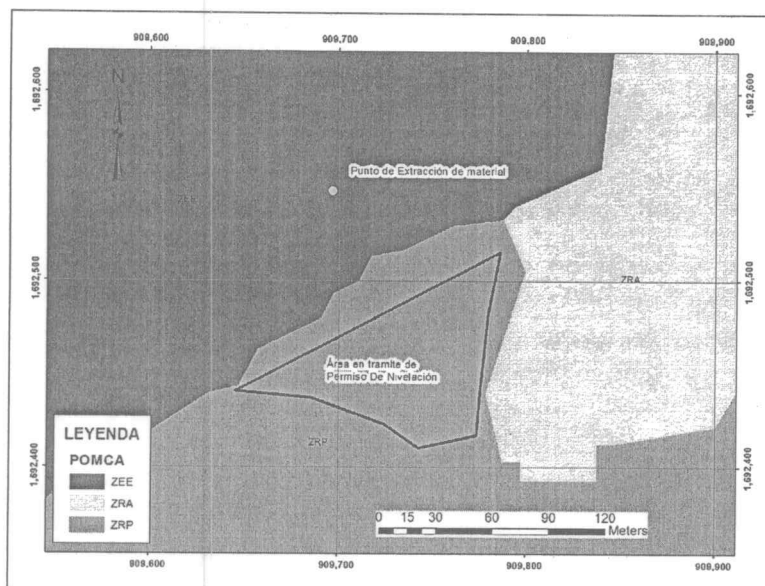 909,600 909,700 909,800 909,900
1,692,600 1,692,600
N
Punto de Extracción de material
ZEE
1,692,500 1,692,500
ZRA
Área en tramite de
Permiso De Nivelación
LEYENDA
POMCA
ZEE
ZRA
ZRP
ZRP
1,692,400 1,692,400
0 15 30 60 90 120
Meters
909,600 909,700 909,800 909,900